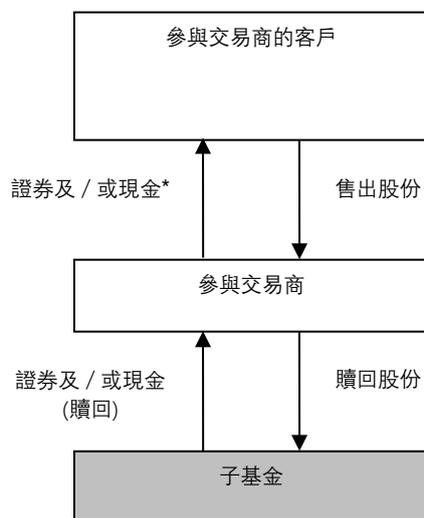 參與交易商的客戶
證券及 / 或現金*
售出股份
參與交易商
證券及 / 或現金
(贖回)
贖回股份
子基金